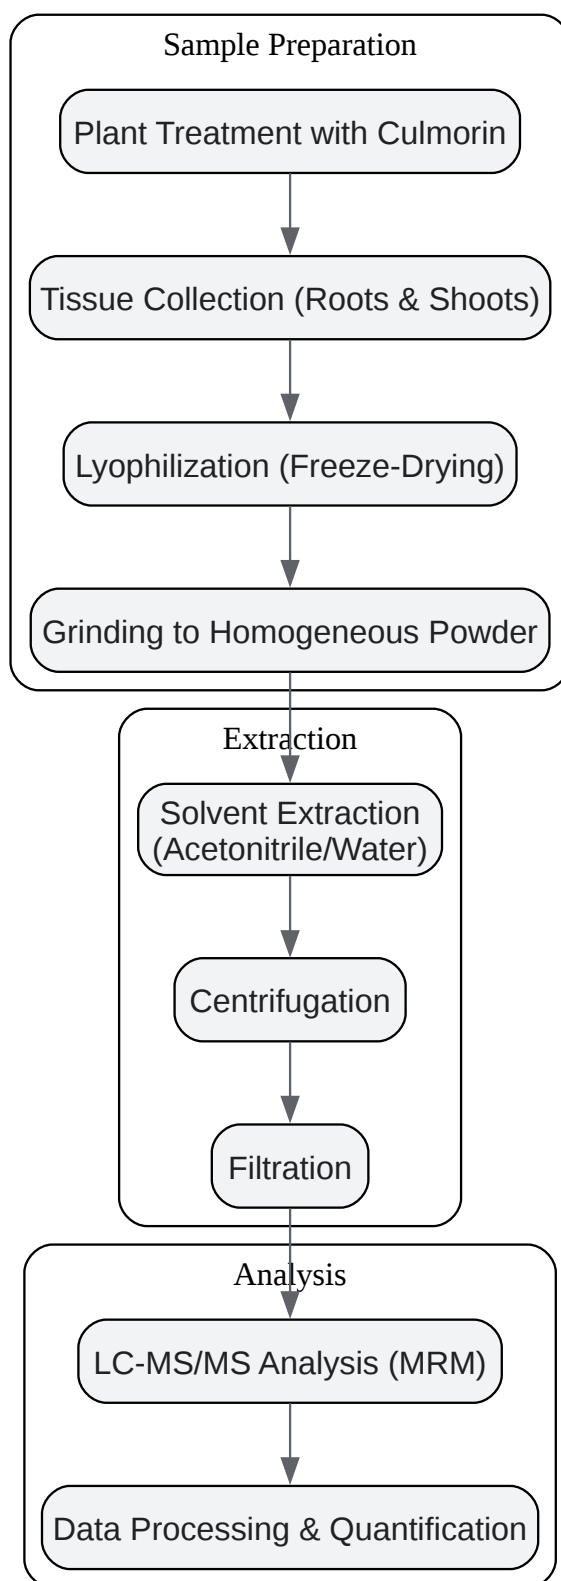 Sample Preparation
Plant Treatment with Culmorin
Tissue Collection (Roots & Shoots)
Lyophilization (Freeze-Drying)
Grinding to Homogeneous Powder
Extraction
Solvent Extraction
(Acetonitrile/Water)
Centrifugation
Filtration
Analysis
LC-MS/MS Analysis (MRM)
Data Processing & Quantification